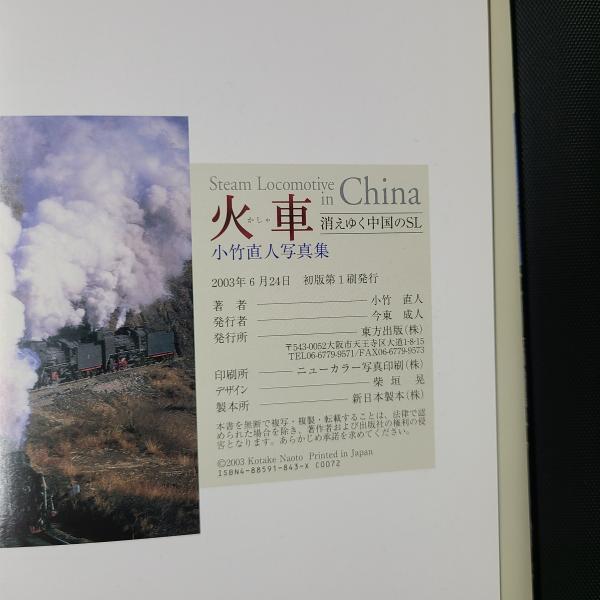 Steam Locomotive in China
火車
かしゃ
消えゆく中国のSL
小竹直人写真集
2003年6月24日 初版第1刷発行
著者 小竹 直人
発行者 今東 成人
発行所 東方出版(株)
〒543-0052大阪市天王寺区大道1-8-15
TEL06-6779-9571/FAX06-6779-9573
印刷所 ニューカラー写真印刷(株)
デザイン 柴垣 晃
製本所 新日本製本(株)
本書を無断で複写・複製・転載することは、法律で認
められた場合を除き、著作者および出版社の権利の侵
害となります。あらかじめ承諾を求めてください。
©2003 Kotake Naoto Printed in Japan
ISBN4-88591-843-X C0072